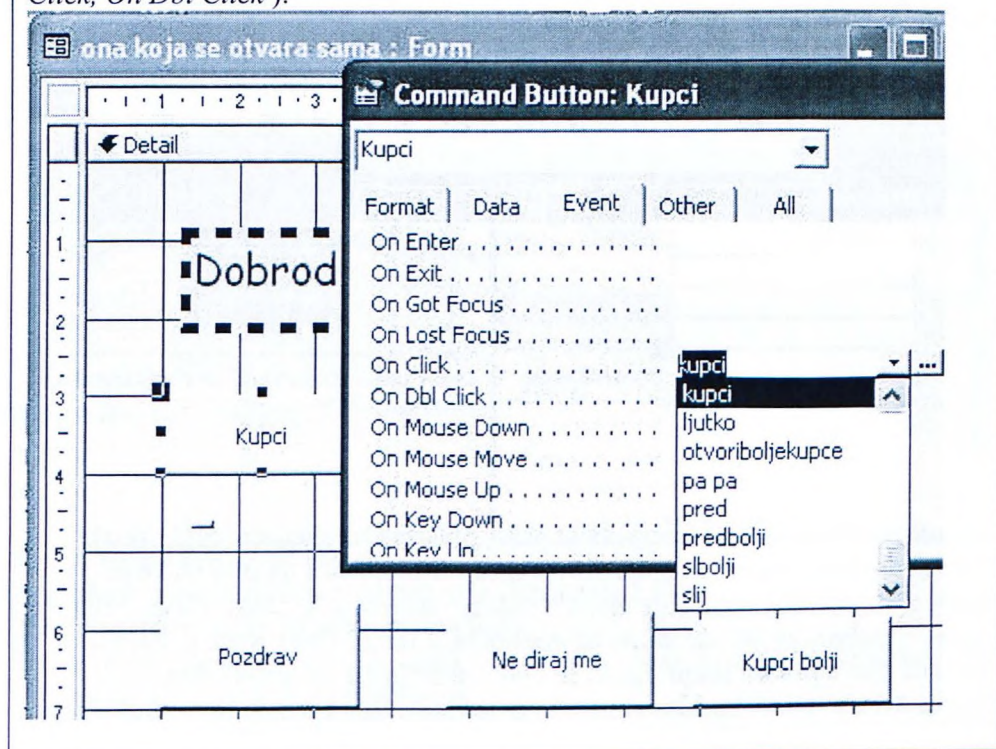 Click, On Dbl Click ).
ona koja se otvara sama : Form
1 2 3
Command Button: Kupci
Detail
Kupci
Format Data Event Other All
On Enter
On Exit
On Got Focus
On Lost Focus
On Click kupci
On Dbl Click
On Mouse Down
On Mouse Move
On Mouse Up
On Key Down
On Key Up
kupci
ljutko
otvoriboljekupce
pa pa
pred
predbolji
slbolji
slij
1
2
3
4
5
6
7
Dobrod
Kupci
Pozdrav
Ne diraj me
Kupci bolji